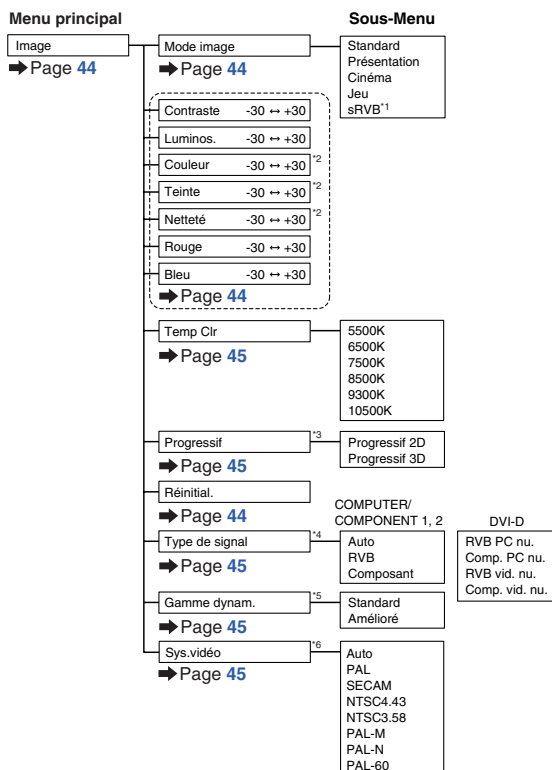 Menu principal
Sous-Menu
Image
➡Page 44
Mode image
➡Page 44
Standard
Présentation
Cinéma
Jeu
sRVB*1
Contraste -30 ↔ +30
Luminos. -30 ↔ +30
Couleur -30 ↔ +30 *2
Teinte -30 ↔ +30 *2
Netteté -30 ↔ +30 *2
Rouge -30 ↔ +30
Bleu -30 ↔ +30
➡Page 44
Temp Clr
➡Page 45
5500K
6500K
7500K
8500K
9300K
10500K
Progressif *3
➡Page 45
Progressif 2D
Progressif 3D
Réinitial.
➡Page 44
COMPUTER/
COMPONENT 1, 2
DVI-D
Type de signal *4
➡Page 45
Auto
RVB
Composant
RVB PC nu.
Comp. PC nu.
RVB vid. nu.
Comp. vid. nu.
Gamme dynam. *5
➡Page 45
Standard
Amélioré
Sys.vidéo *6
➡Page 45
Auto
PAL
SECAM
NTSC4.43
NTSC3.58
PAL-M
PAL-N
PAL-60